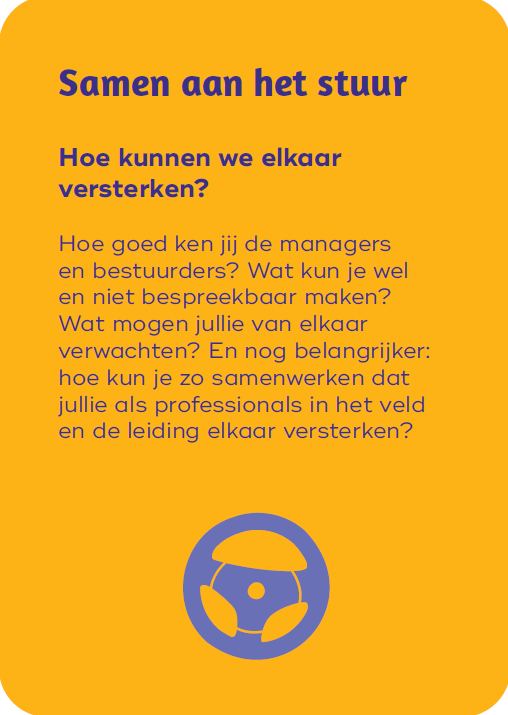 Samen aan het stuur
Hoe kunnen we elkaar
versterken?
Hoe goed ken jij de managers
en bestuurders? Wat kun je wel
en niet bespreekbaar maken?
Wat mogen jullie van elkaar
verwachten? En nog belangrijker:
hoe kun je zo samenwerken dat
jullie als professionals in het veld
en de leiding elkaar versterken?